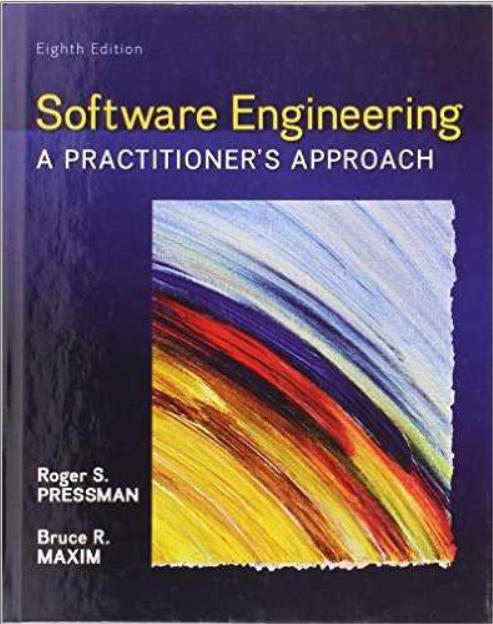 Eighth Edition
Software Engineering
A PRACTITIONER'S APPROACH
Roger S.
PRESSMAN
Bruce R.
MAXIM